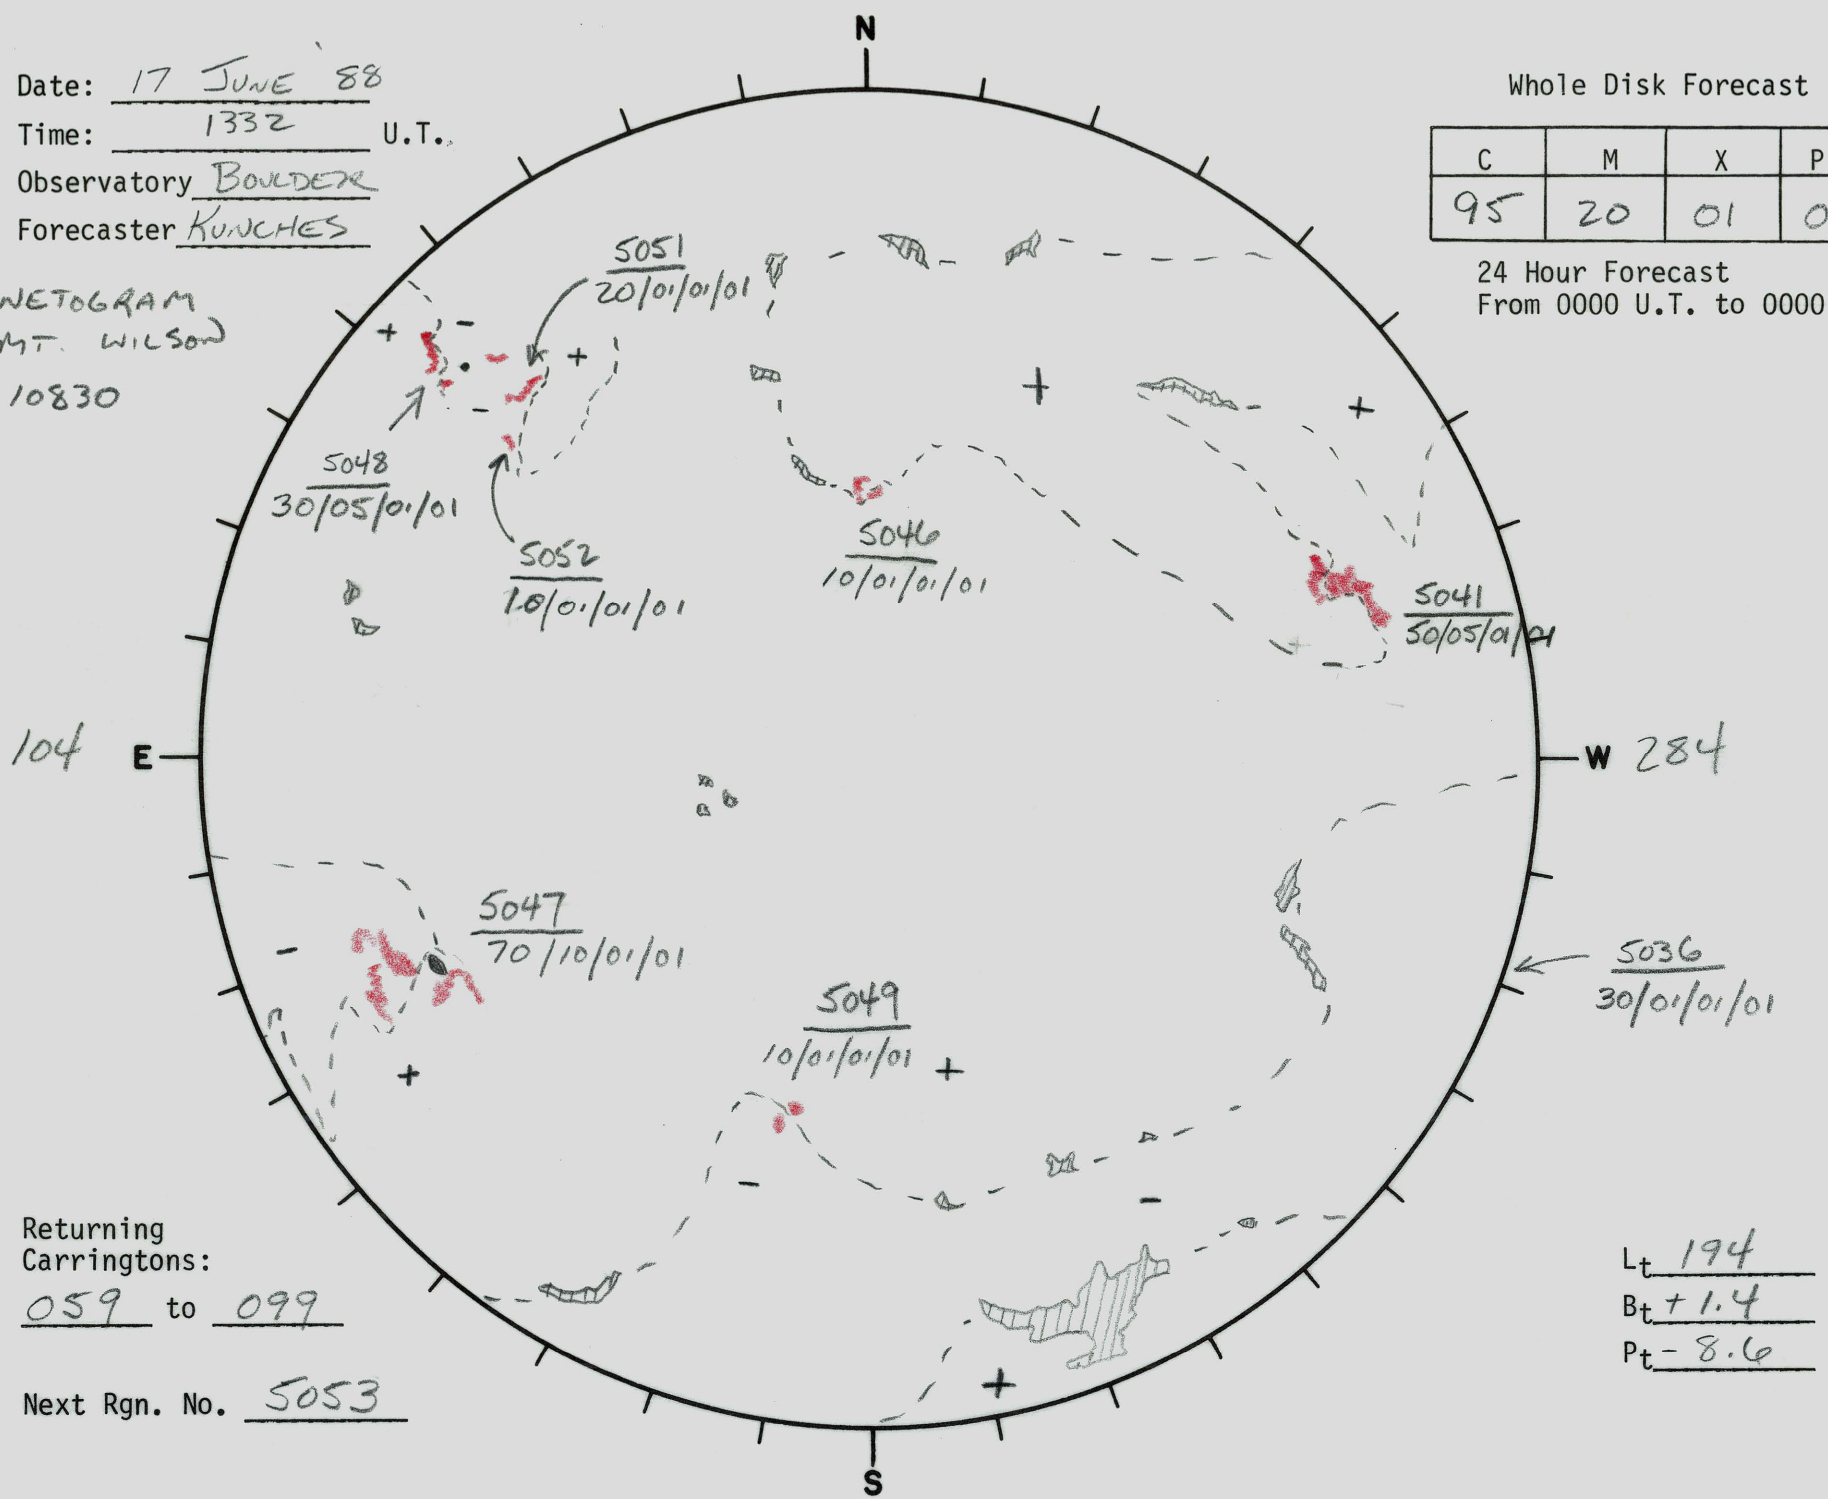 N
Date: 17 JUNE '88
Time: 1332 U.T.
Observatory BOULDER
Forecaster KUNCHES
NETOGRAM
MT. WILSON
10830
Whole Disk Forecast
C M X P
95 20 01 0
24 Hour Forecast
From 0000 U.T. to 0000
5051
20/01/01/01
+ -
+
- 
+
+
5048
30/05/01/01
5052
10/01/01/01
5046
10/01/01/01
5041
50/05/01/01
104 E
W 284
5047
70/10/01/01
-
5036
30/01/01/01
5049
10/01/01/01
+
+
-
-
+
Returning
Carringtons:
059 to 099
Next Rgn. No. 5053
Lt 194
Bt + 1.4
Pt - 8.6
S